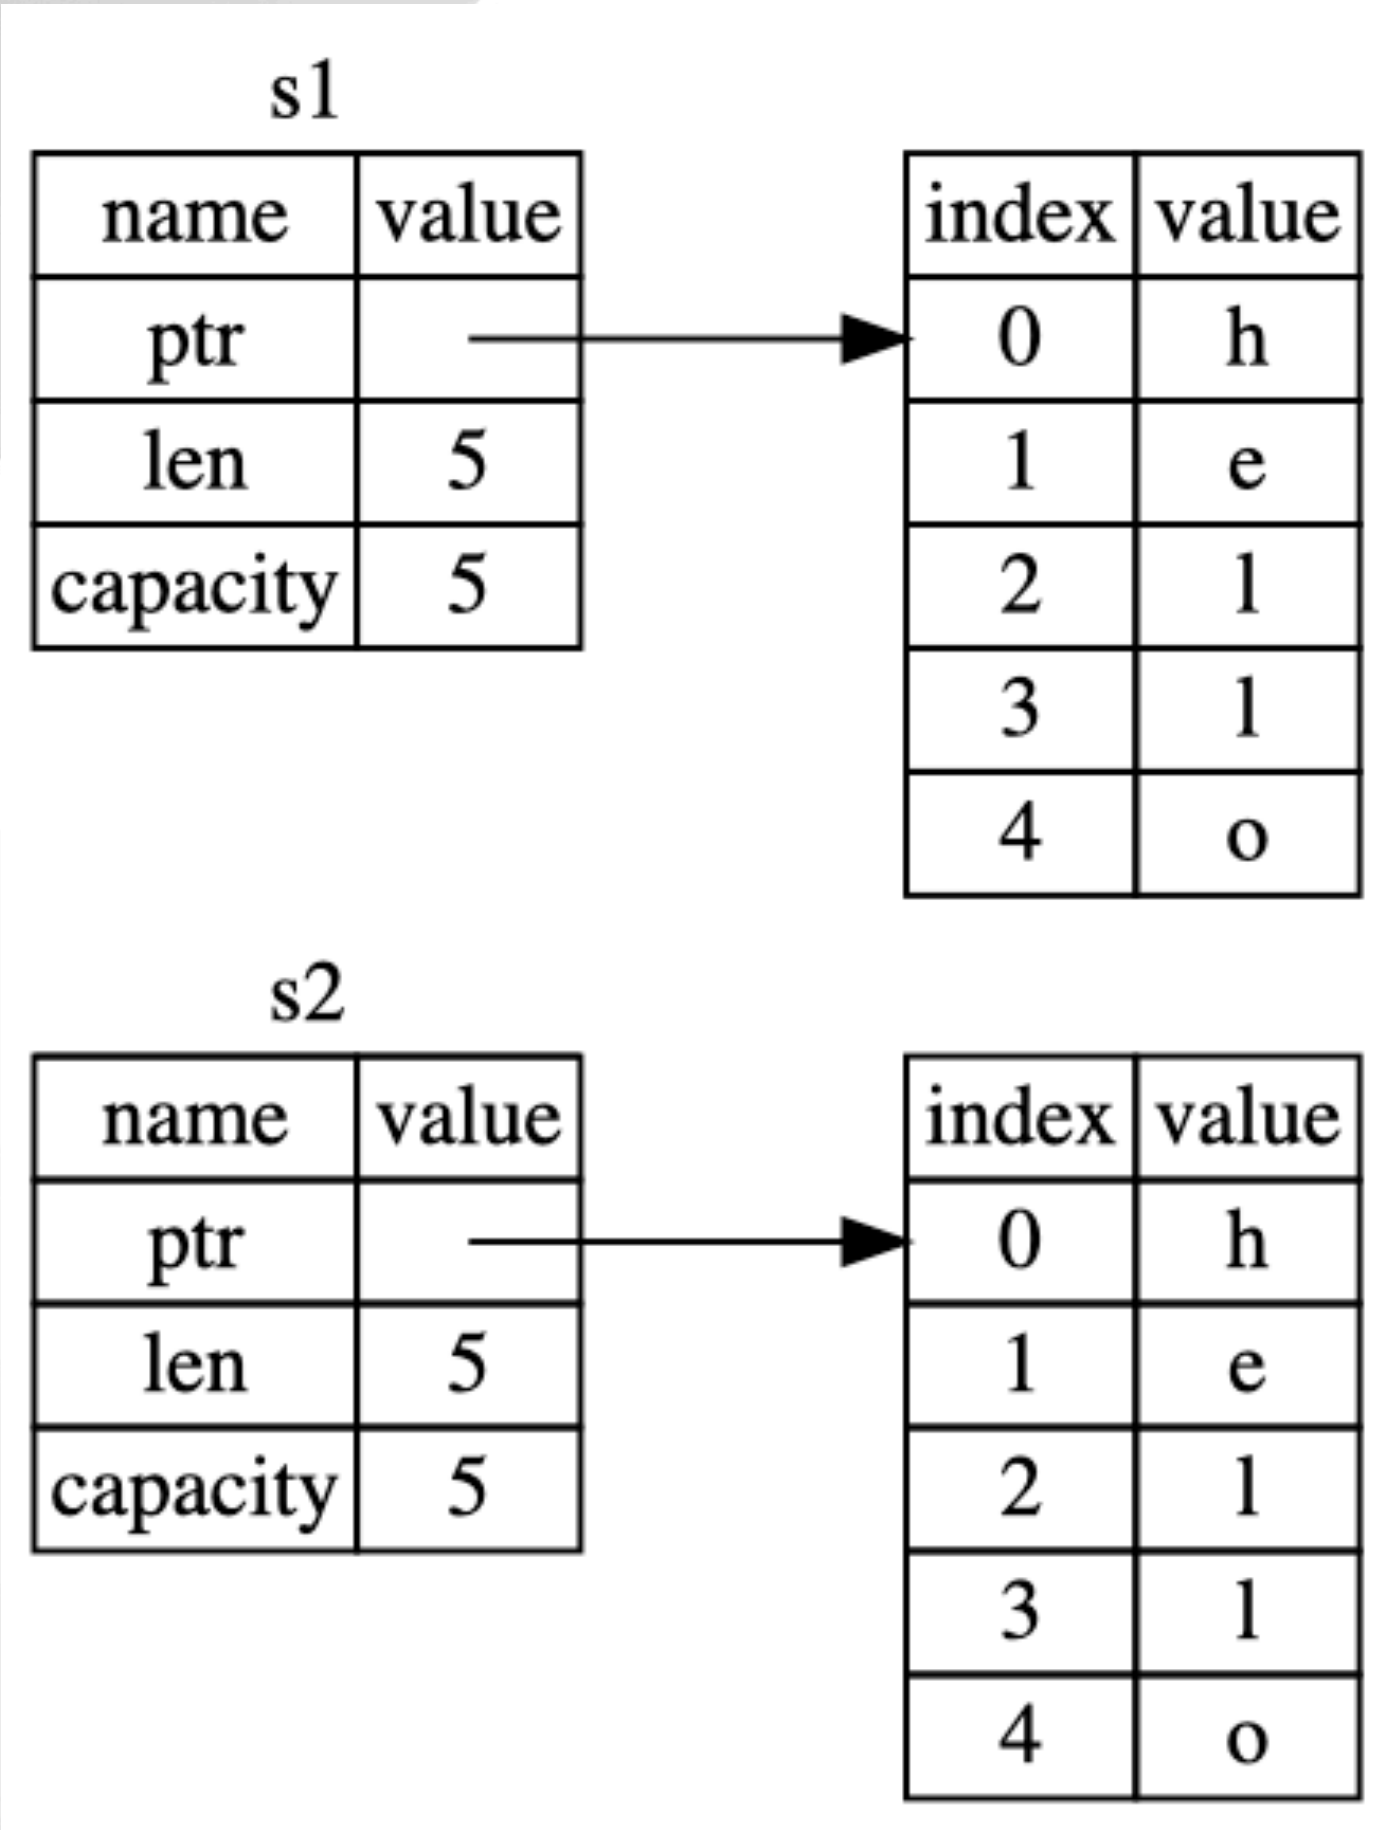 s1
name value
ptr
len 5
capacity 5
index value
0 h
1 e
2 l
3 l
4 o
s2
name value
ptr
len 5
capacity 5
index value
0 h
1 e
2 l
3 l
4 o